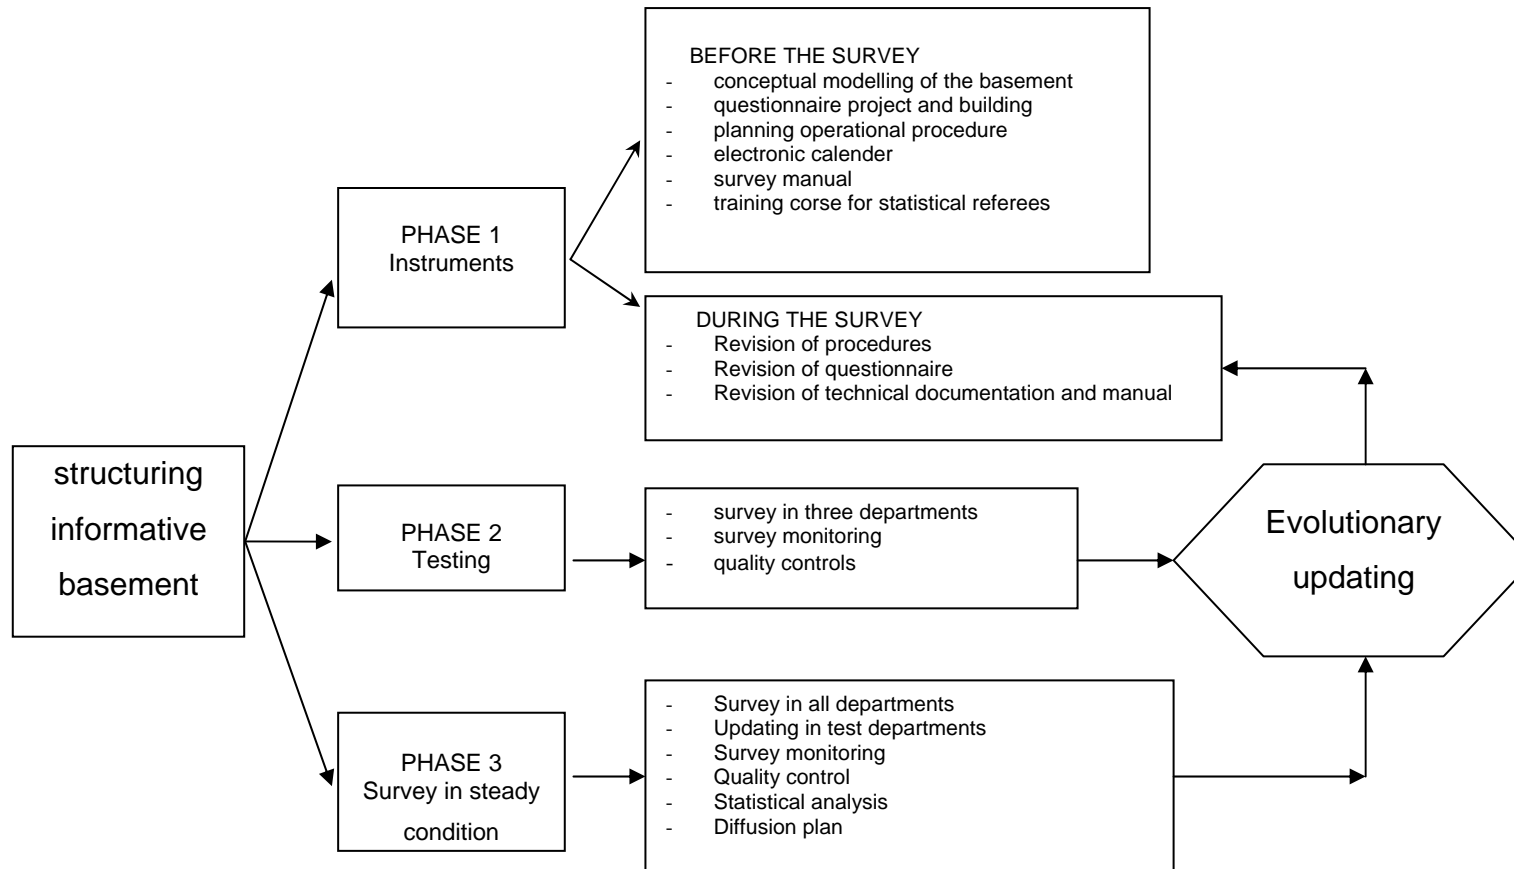 BEFORE THE SURVEY
- conceptual modelling of the basement
- questionnaire project and building
- planning operational procedure
- electronic calender
- survey manual
- training corse for statistical referees
PHASE 1
Instruments
DURING THE SURVEY
- Revision of procedures
- Revision of questionnaire
- Revision of technical documentation and manual
structuring
informative
basement
PHASE 2
Testing
- survey in three departments
- survey monitoring
- quality controls
Evolutionary
updating
PHASE 3
Survey in steady
condition
- Survey in all departments
- Updating in test departments
- Survey monitoring
- Quality control
- Statistical analysis
- Diffusion plan